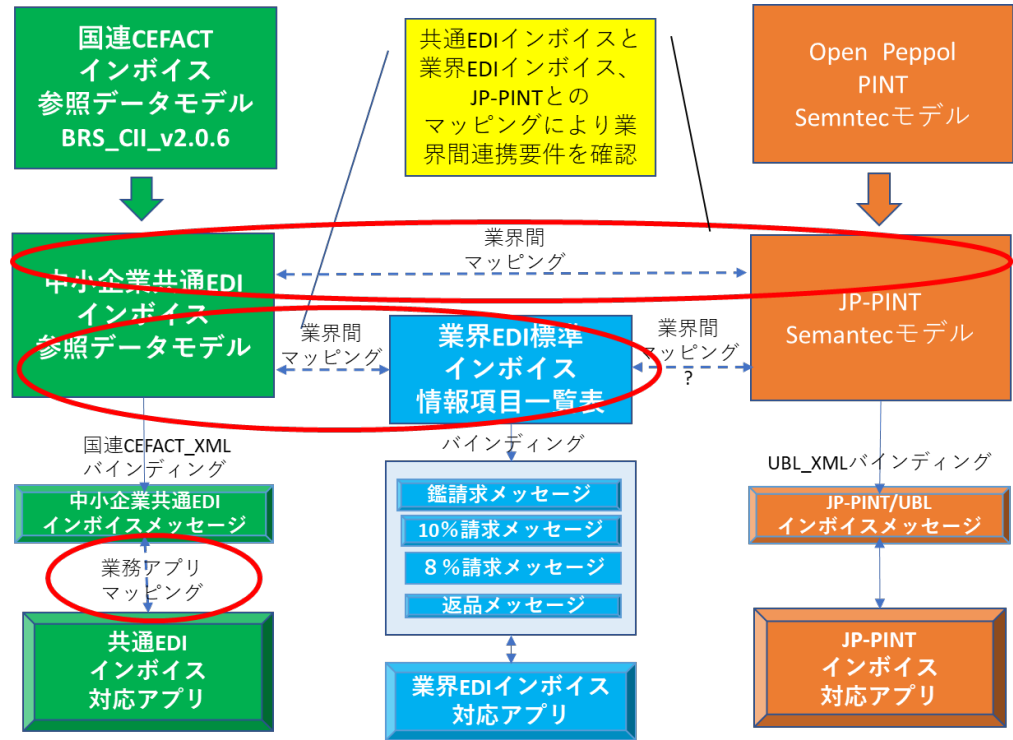 国連CEFACT
インボイス
参照データモデル
BRS_CII_v2.0.6
共通EDIインボイスと
業界EDIインボイス、
JP-PINTとの
マッピングにより業
界間連携要件を確認
Open Peppol
PINT
Semntecモデル
業界間
マッピング
中小企業共通EDI
インボイス
参照データモデル
業界間
マッピング
業界EDI標準
インボイス
情報項目一覧表
業界間
マッピング
?
JP-PINT
Semantecモデル
国連CEFACT_XML
バインディング
バインディング
UBL_XMLバインディング
中小企業共通EDI
インボイスメッセージ
鑑請求メッセージ
10%請求メッセージ
8%請求メッセージ
返品メッセージ
JP-PINT/UBL
インボイスメッセージ
業務アプリ
マッピング
共通EDI
インボイス
対応アプリ
業界EDIインボイス
対応アプリ
JP-PINT
インボイス
対応アプリ